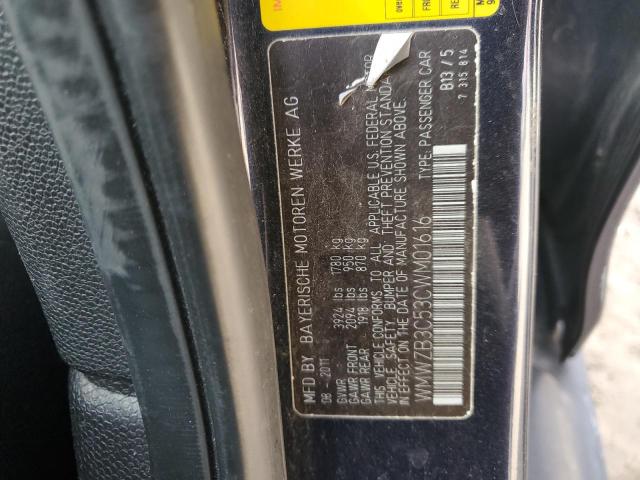 MFD BY BAYERISCHE MOTOREN WERKE AG
08-2011
GVWR 3924 lbs 1780 kg
GAWR FRONT 2094 lbs 950 kg
GAWR REAR 1918 lbs 870 kg
THIS VEHICLE CONFORMS TO ALL APPLICABLE U.S. FEDERAL
VEHICLE SAFETY, BUMPER AND THEFT PREVENTION
IN EFFECT ON THE DATE OF MANUFACTURE SHOWN ABOVE.
WMWZB3C53CWM01616 TYPE: PASSENGER CAR
B13 / 5
7 315 814